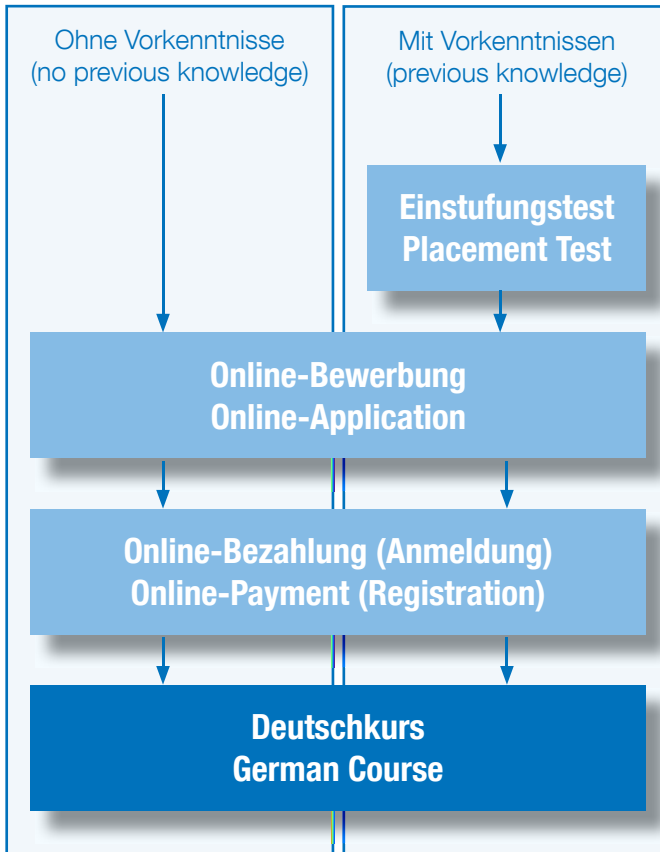 Ohne Vorkenntnisse
(no previous knowledge)
Mit Vorkenntnissen
(previous knowledge)
Einstufungstest
Placement Test
Online-Bewerbung
Online-Application
Online-Bezahlung (Anmeldung)
Online-Payment (Registration)
Deutschkurs
German Course